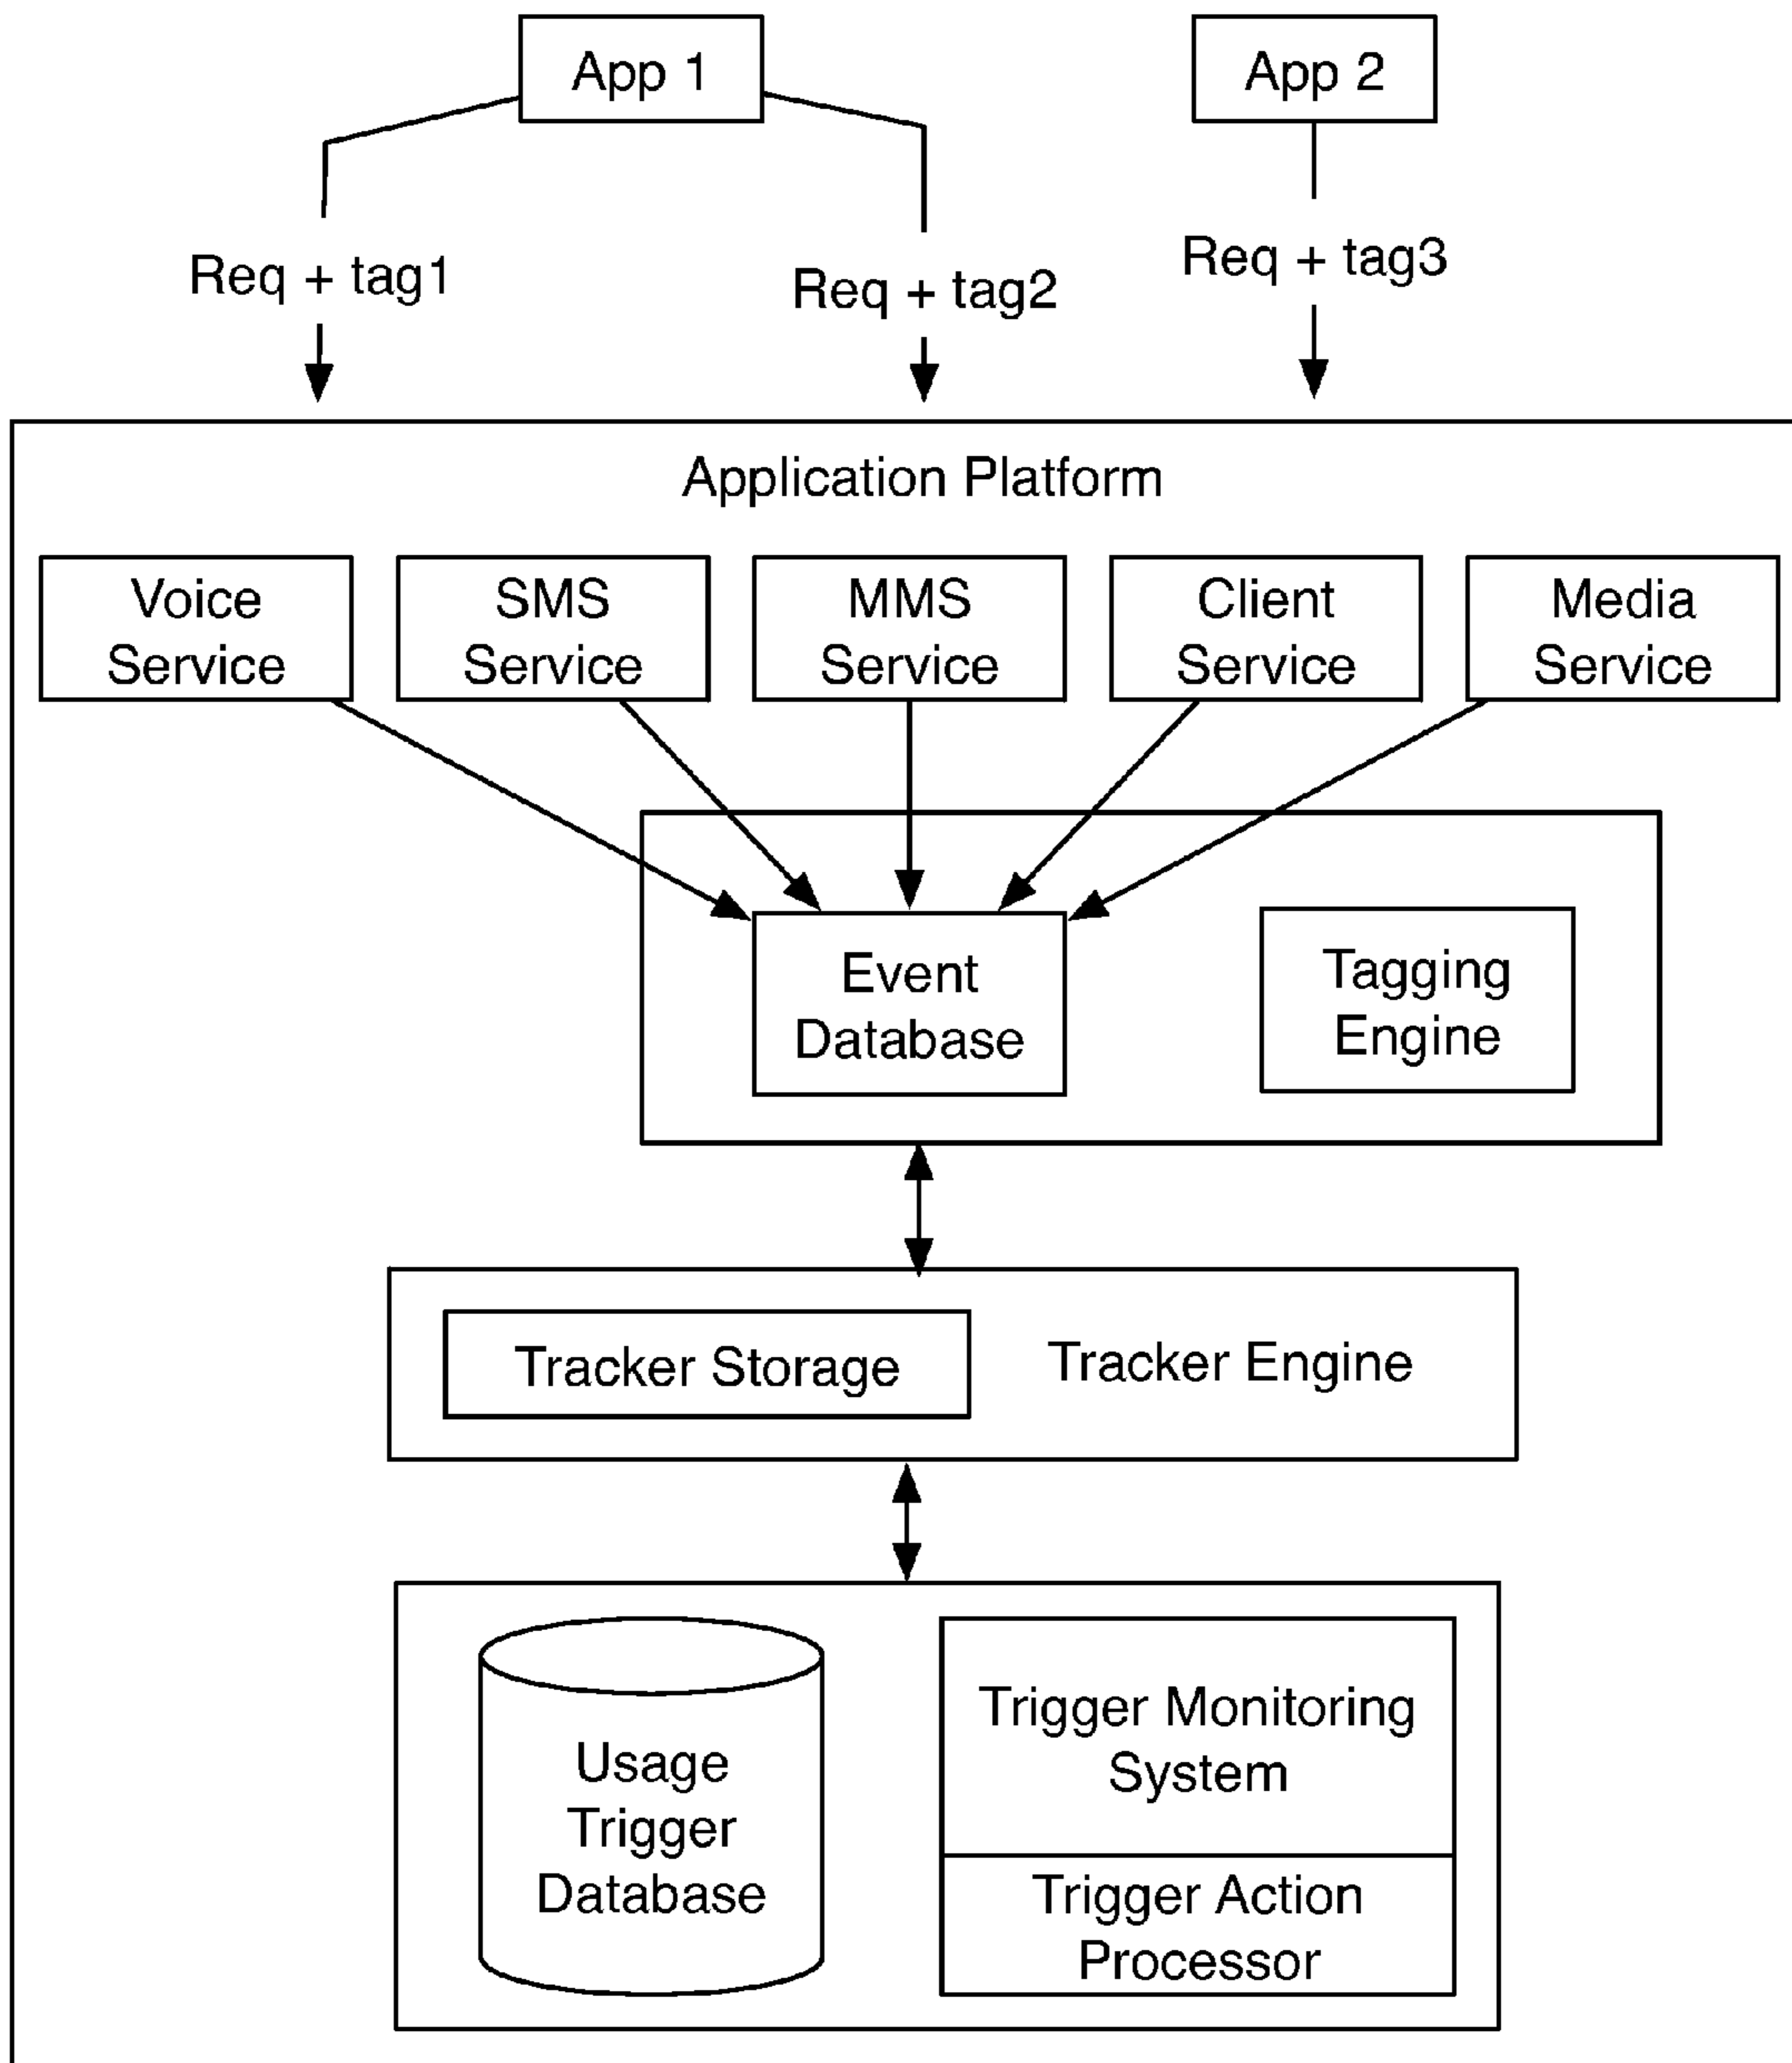 App 1
App 2
Req + tag1
Req + tag2
Req + tag3
Application Platform
Voice
Service
SMS
Service
MMS
Service
Client
Service
Media
Service
Event
Database
Tagging
Engine
Tracker Storage
Tracker Engine
Usage
Trigger
Database
Trigger Monitoring
System
Trigger Action
Processor